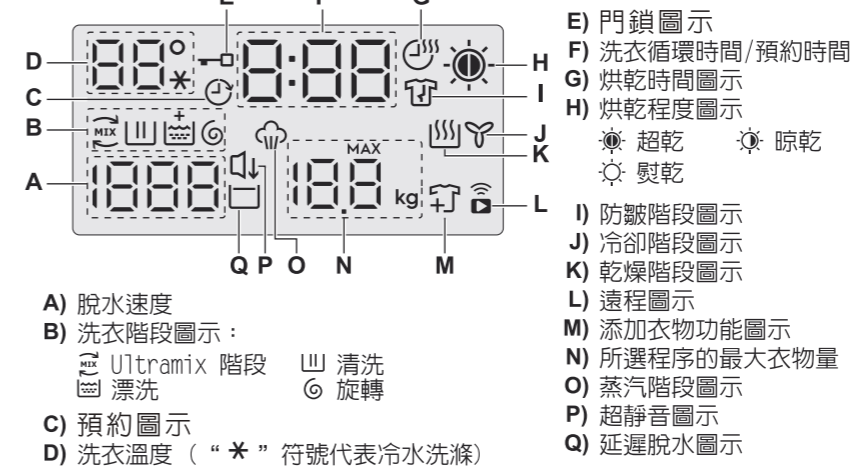 E F G
88° 8:88
D H
C I
B MIX J
K
MAX
A 1888 188 kg L
Q P O N M
A) 脫水速度
B) 洗衣階段圖示：
MIX Ultramix 階段 清洗
漂洗 旋轉
C) 預約圖示
D) 洗衣溫度（ “ * ” 符號代表冷水洗滌）
E) 門鎖圖示
F) 洗衣循環時間/預約時間
G) 烘乾時間圖示
H) 烘乾程度圖示
超乾 晾乾
熨乾
I) 防皺階段圖示
J) 冷卻階段圖示
K) 乾燥階段圖示
L) 遠程圖示
M) 添加衣物功能圖示
N) 所選程序的最大衣物量
O) 蒸汽階段圖示
P) 超靜音圖示
Q) 延遲脫水圖示